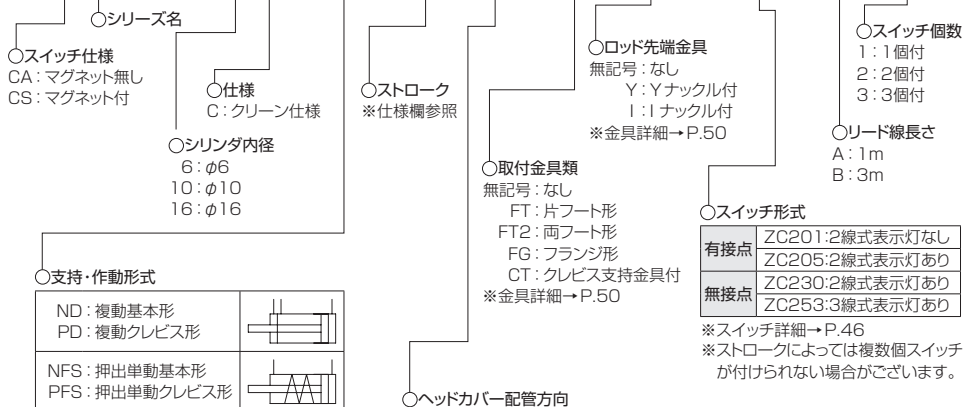 ○シリーズ名
○スイッチ仕様
CA：マグネット無し
CS：マグネット付
○仕様
C：クリーン仕様
○シリンダ内径
6：φ6
10：φ10
16：φ16
○支持・作動形式
ND：複動基本形
PD：複動クレビス形
NFS：押出単動基本形
PFS：押出単動クレビス形
○ストローク
※仕様欄参照
○ヘッドカバー配管方向
○取付金具類
無記号：なし
FT：片フート形
FT2：両フート形
FG：フランジ形
CT：クレビス支持金具付
※金具詳細→P.50
○ロッド先端金具
無記号：なし
Y：Yナックル付
I：Iナックル付
※金具詳細→P.50
○スイッチ形式
有接点
ZC201:2線式表示灯なし
ZC205:2線式表示灯あり
無接点
ZC230:2線式表示灯あり
ZC253:3線式表示灯あり
※スイッチ詳細→P.46
※ストロークによっては複数個スイッチ
が付けられない場合がございます。
○リード線長さ
A：1m
B：3m
○スイッチ個数
1：1個付
2：2個付
3：3個付